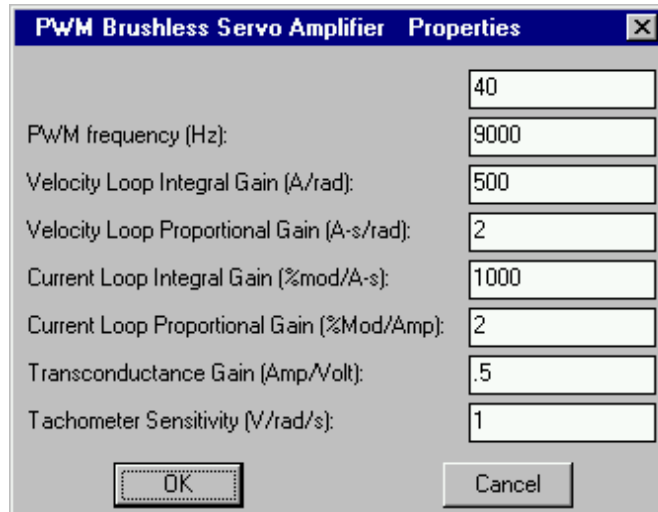 PWM Brushless Servo Amplifier Properties
40
PWM frequency (Hz): 9000
Velocity Loop Integral Gain (A/rad): 500
Velocity Loop Proportional Gain (A-s/rad): 2
Current Loop Integral Gain (%mod/A-s): 1000
Current Loop Proportional Gain (%Mod/Amp): 2
Transconductance Gain (Amp/Volt): .5
Tachometer Sensitivity (V/rad/s): 1
OK Cancel